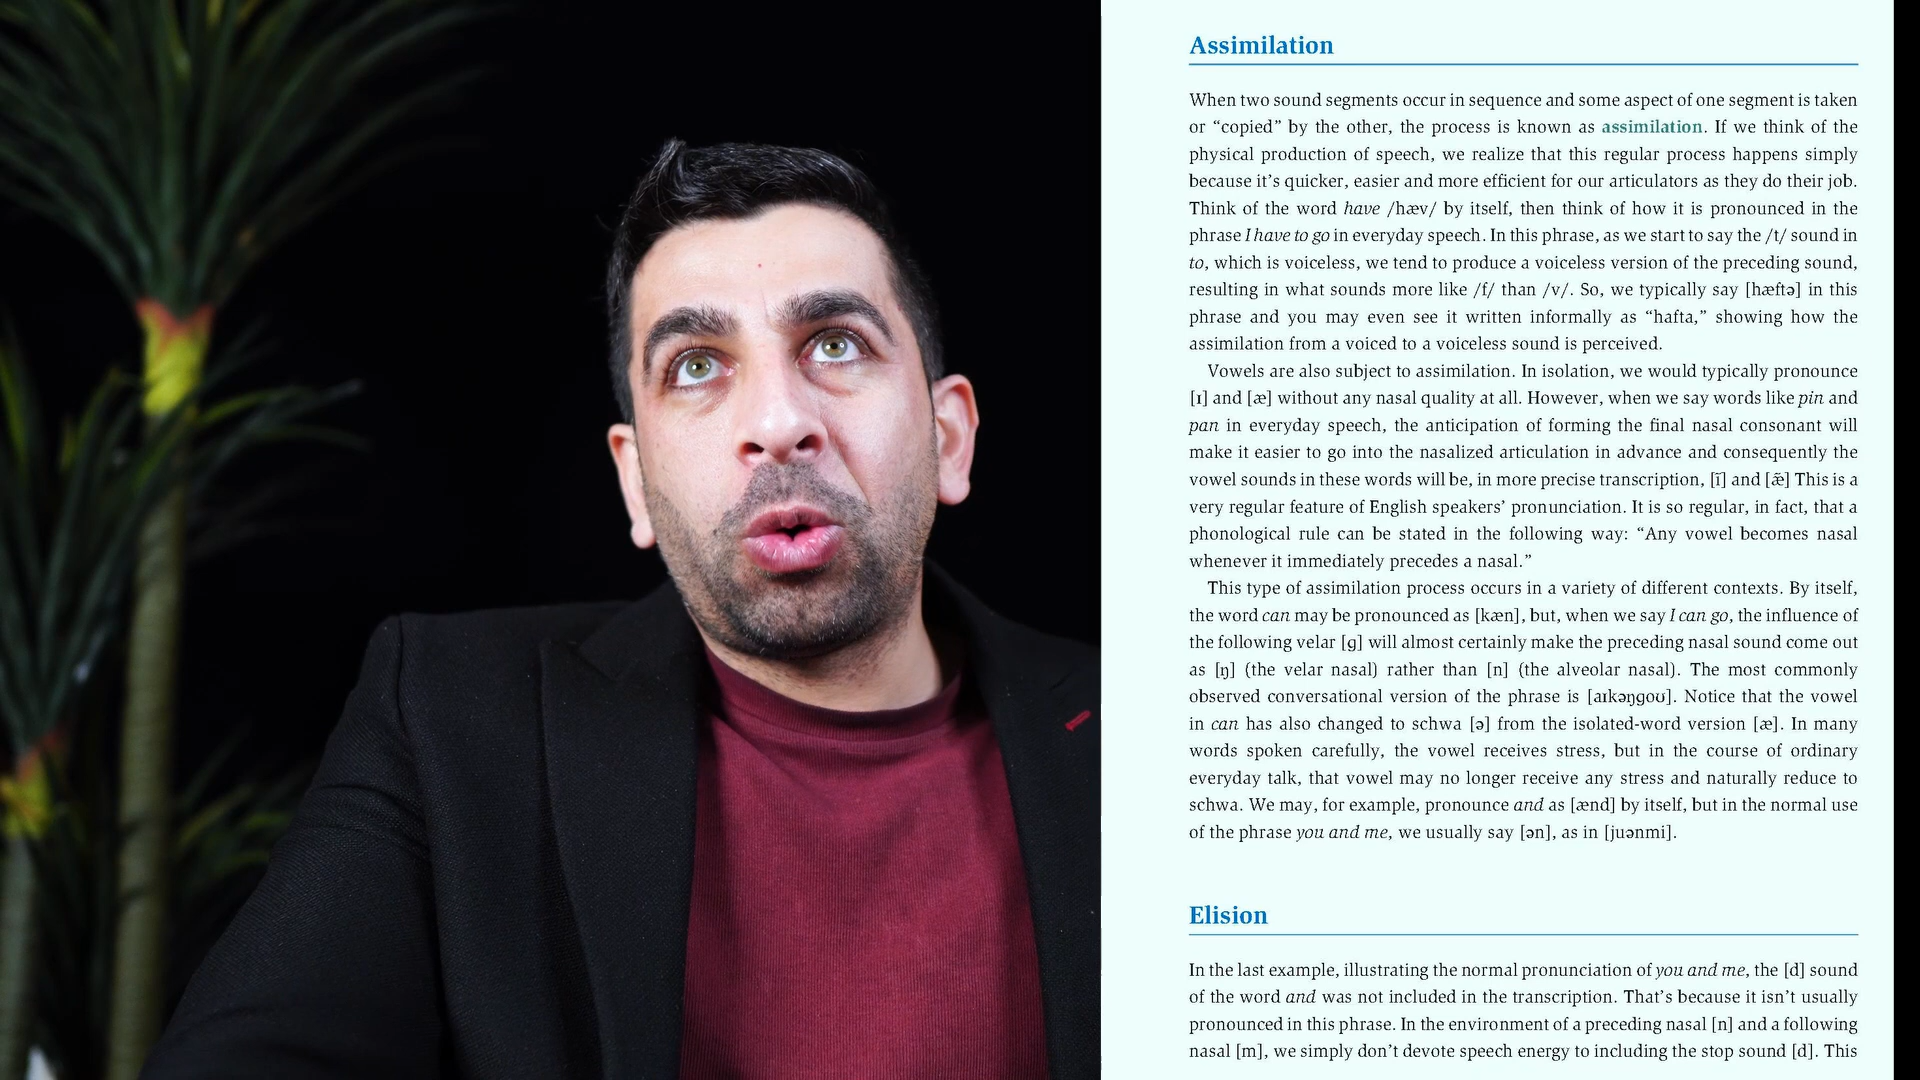 Assimilation
When two sound segments occur in sequence and some aspect of one segment is taken
or “copied” by the other, the process is known as assimilation. If we think of the
physical production of speech, we realize that this regular process happens simply
because it’s quicker, easier and more efficient for our articulators as they do their job.
Think of the word have /hæv/ by itself, then think of how it is pronounced in the
phrase I have to go in everyday speech. In this phrase, as we start to say the /t/ sound in
to, which is voiceless, we tend to produce a voiceless version of the preceding sound,
resulting in what sounds more like /f/ than /v/. So, we typically say [hæftə] in this
phrase and you may even see it written informally as “hafta,” showing how the
assimilation from a voiced to a voiceless sound is perceived.
Vowels are also subject to assimilation. In isolation, we would typically pronounce
[ɪ] and [æ] without any nasal quality at all. However, when we say words like pin and
pan in everyday speech, the anticipation of forming the final nasal consonant will
make it easier to go into the nasalized articulation in advance and consequently the
vowel sounds in these words will be, in more precise transcription, [ɪ̃] and [æ̃] This is a
very regular feature of English speakers’ pronunciation. It is so regular, in fact, that a
phonological rule can be stated in the following way: “Any vowel becomes nasal
whenever it immediately precedes a nasal.”
This type of assimilation process occurs in a variety of different contexts. By itself,
the word can may be pronounced as [kæn], but, when we say I can go, the influence of
the following velar [ɡ] will almost certainly make the preceding nasal sound come out
as [ŋ] (the velar nasal) rather than [n] (the alveolar nasal). The most commonly
observed conversational version of the phrase is [aɪkəŋɡoʊ]. Notice that the vowel
in can has also changed to schwa [ə] from the isolated-word version [æ]. In many
words spoken carefully, the vowel receives stress, but in the course of ordinary
everyday talk, that vowel may no longer receive any stress and naturally reduce to
schwa. We may, for example, pronounce and as [ænd] by itself, but in the normal use
of the phrase you and me, we usually say [ən], as in [juənmi].
Elision
In the last example, illustrating the normal pronunciation of you and me, the [d] sound
of the word and was not included in the transcription. That’s because it isn’t usually
pronounced in this phrase. In the environment of a preceding nasal [n] and a following
nasal [m], we simply don’t devote speech energy to including the stop sound [d]. This